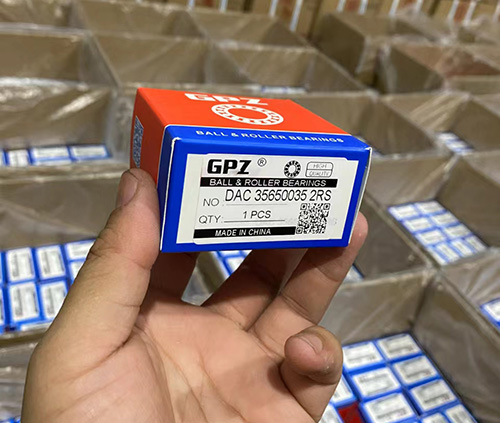 GPZ
BALL & ROLLER BEARINGS
GPZ ® HIGH QUALITY
BALL & ROLLER BEARINGS
NO. DAC 35650035 2RS
QTY: 1 PCS
MADE IN CHINA